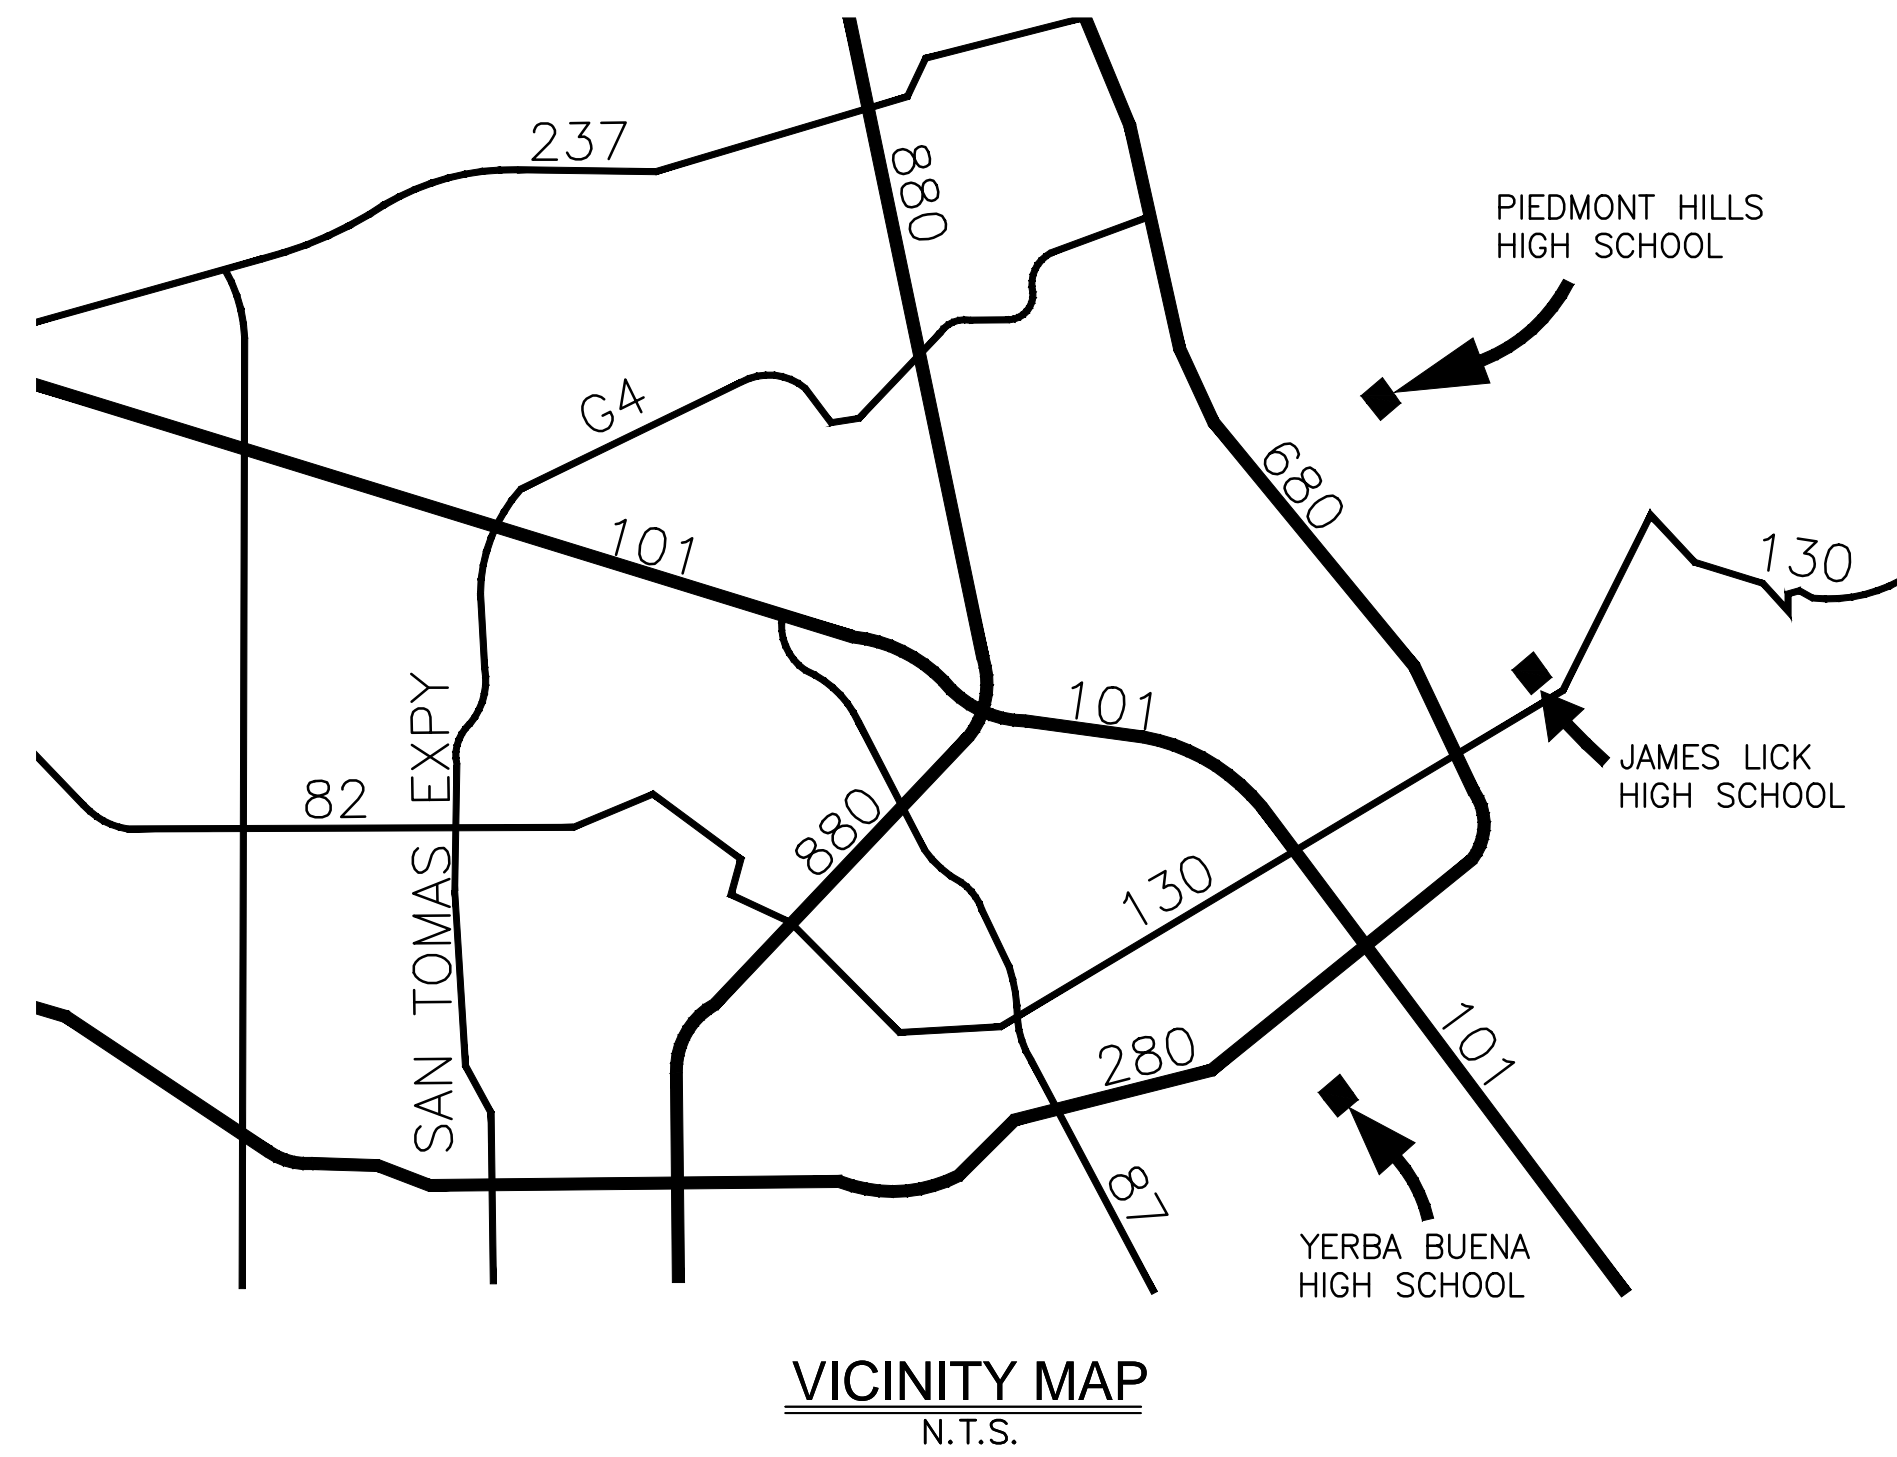 237
880
PIEDMONT HILLS
HIGH SCHOOL
G4
680
101
130
101
JAMES LICK
HIGH SCHOOL
SAN TOMAS EXPY
82
880
130
101
280
87
YERBA BUENA
HIGH SCHOOL
VICINITY MAP
N.T.S.